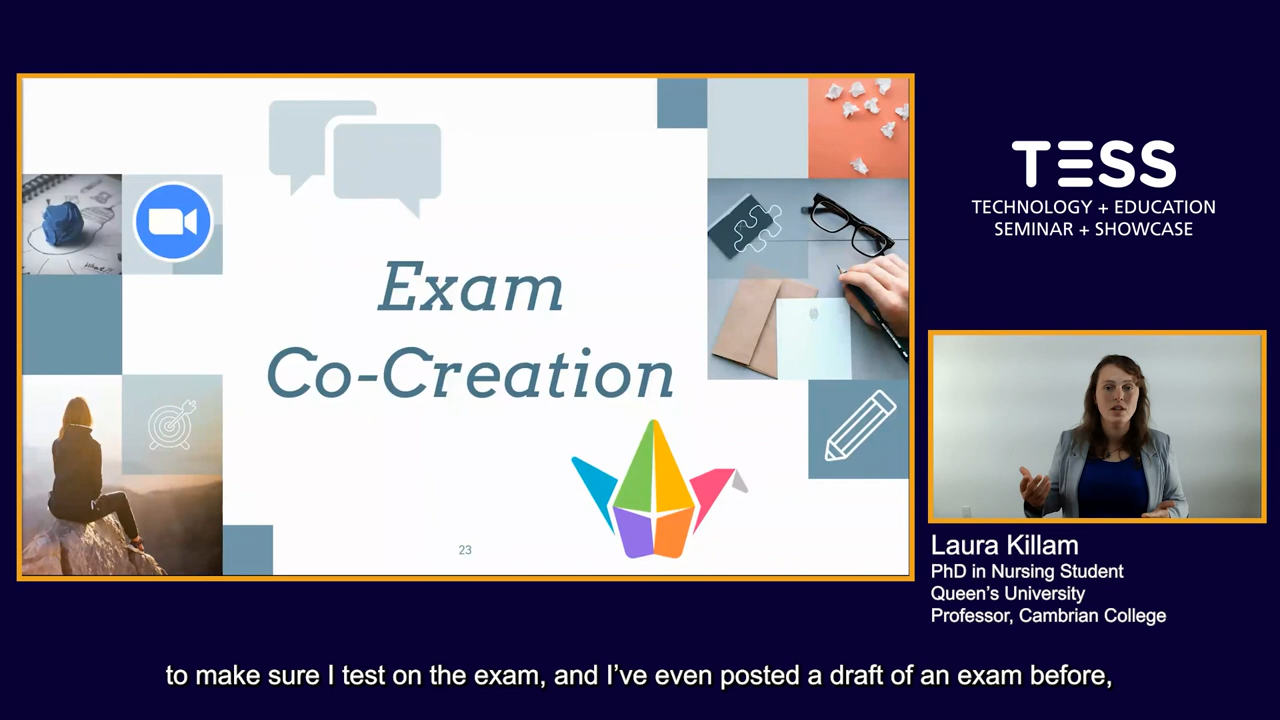 Exam
Co-Creation
23
TESS
TECHNOLOGY + EDUCATION
SEMINAR + SHOWCASE
Laura Killam
PhD in Nursing Student
Queen’s University
Professor, Cambrian College
to make sure I test on the exam, and I’ve even posted a draft of an exam before,